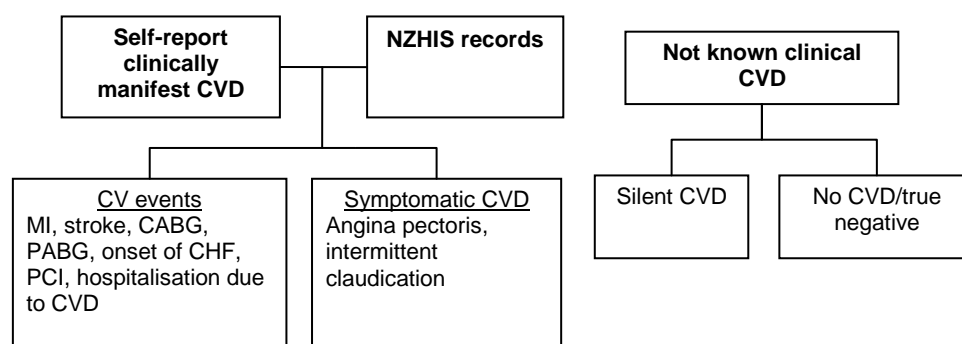 Self-report
clinically
manifest CVD
NZHIS records
Not known clinical
CVD
CV events
MI, stroke, CABG,
PABG, onset of CHF,
PCI, hospitalisation due
to CVD
Symptomatic CVD
Angina pectoris,
intermittent
claudication
Silent CVD
No CVD/true
negative